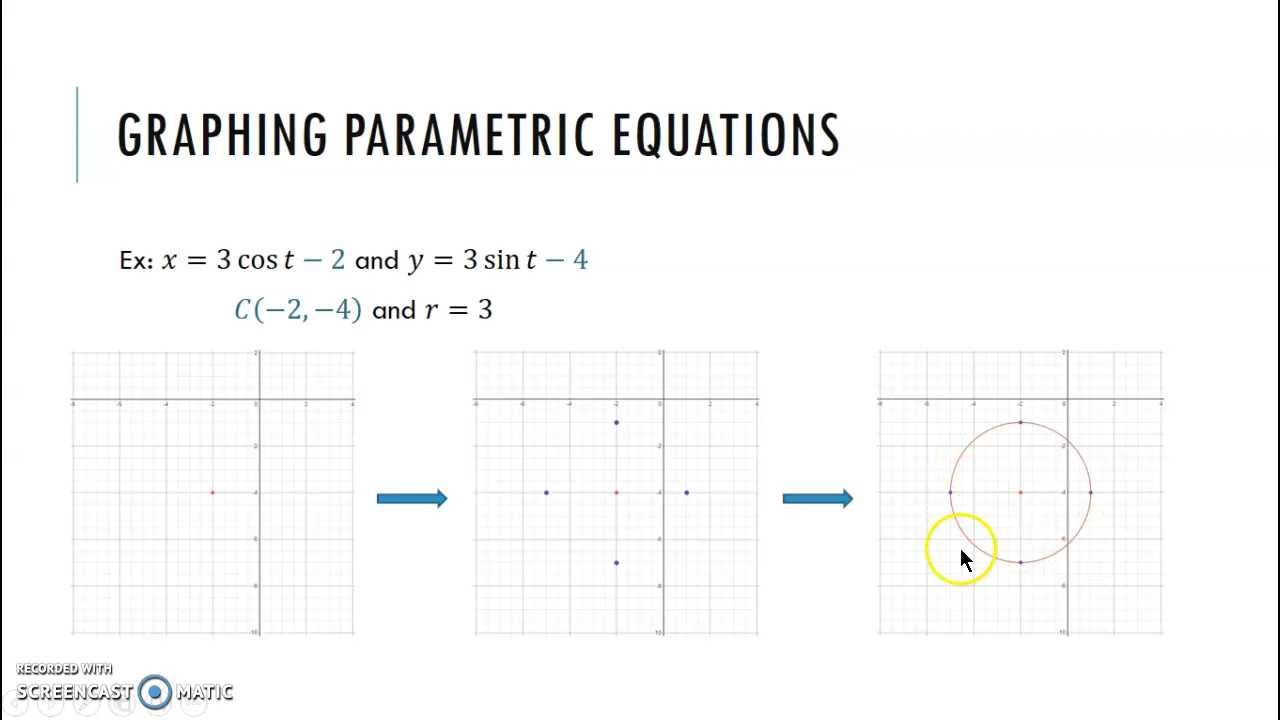 GRAPHING PARAMETRIC EQUATIONS
Ex: x = 3 cos t − 2 and y = 3 sin t − 4
C(−2, −4) and r = 3
RECORDED WITH
SCREENCAST MATIC